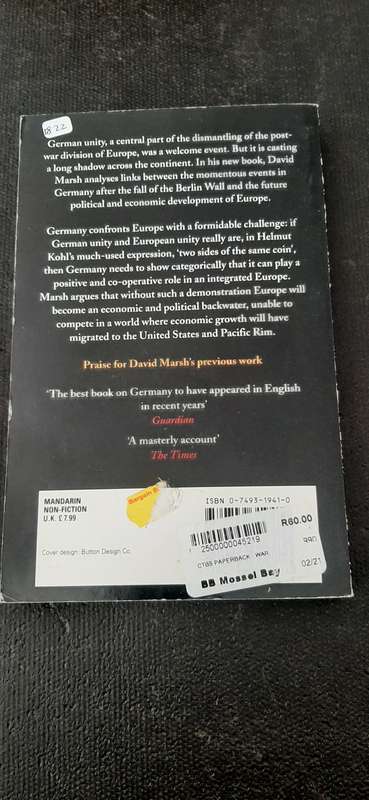 1822
German unity, a central part of the dismantling of the post-
war division of Europe, was a welcome event. But it is casting
a long shadow across the continent. In his new book, David
Marsh analyses links between the momentous events in
Germany after the fall of the Berlin Wall and the future
political and economic development of Europe.
Germany confronts Europe with a formidable challenge: if
German unity and European unity really are, in Helmut
Kohl's much-used expression, 'two sides of the same coin',
then Germany needs to show categorically that it can play a
positive and co-operative role in an integrated Europe.
Marsh argues that without such a demonstration Europe will
become an economic and political backwater, unable to
compete in a world where economic growth will have
migrated to the United States and Pacific Rim.
Praise for David Marsh's previous work
'The best book on Germany to have appeared in English
in recent years'
Guardian
'A masterly account'
The Times
MANDARIN
NON-FICTION
U.K. £7.99
Cover design: Button Design Co.
Bargain B
ISBN 0-7493-1941-0
R60.00
2500000045219
CTBS PAPERBACK WAR
02/21
BB Mossel Bay